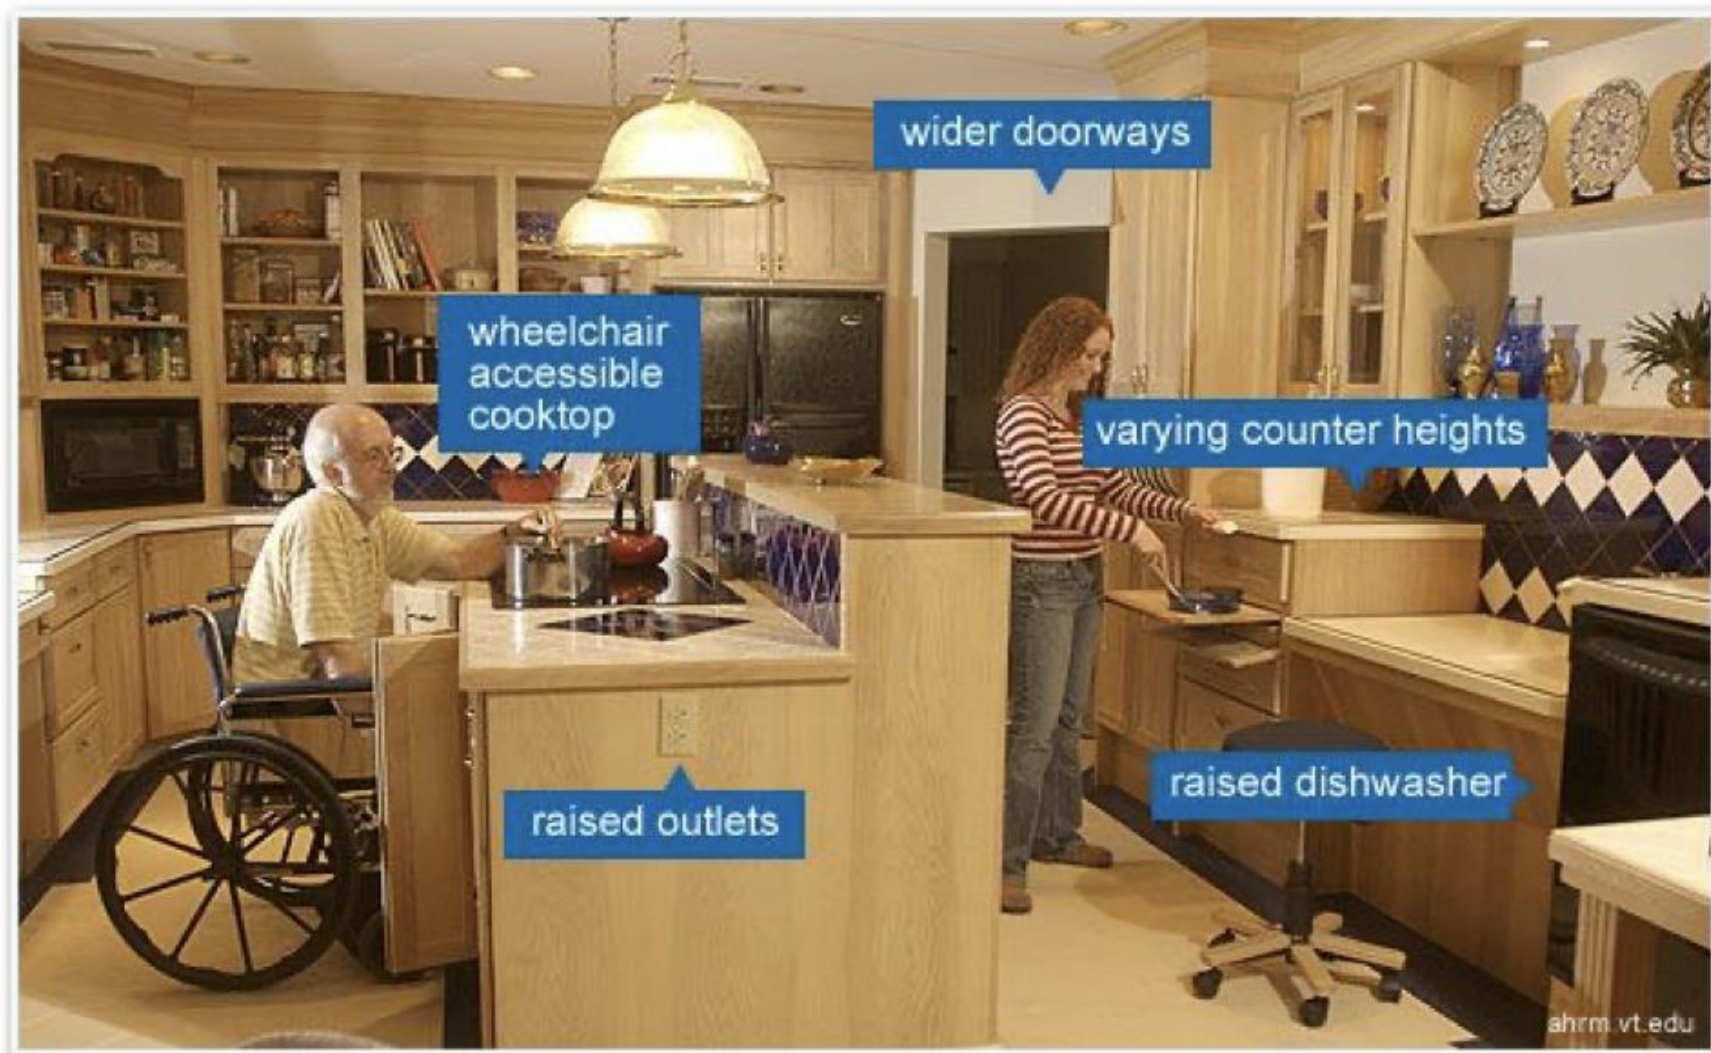 wider doorways
wheelchair
accessible
cooktop
varying counter heights
raised dishwasher
raised outlets
ahrm.vt.edu